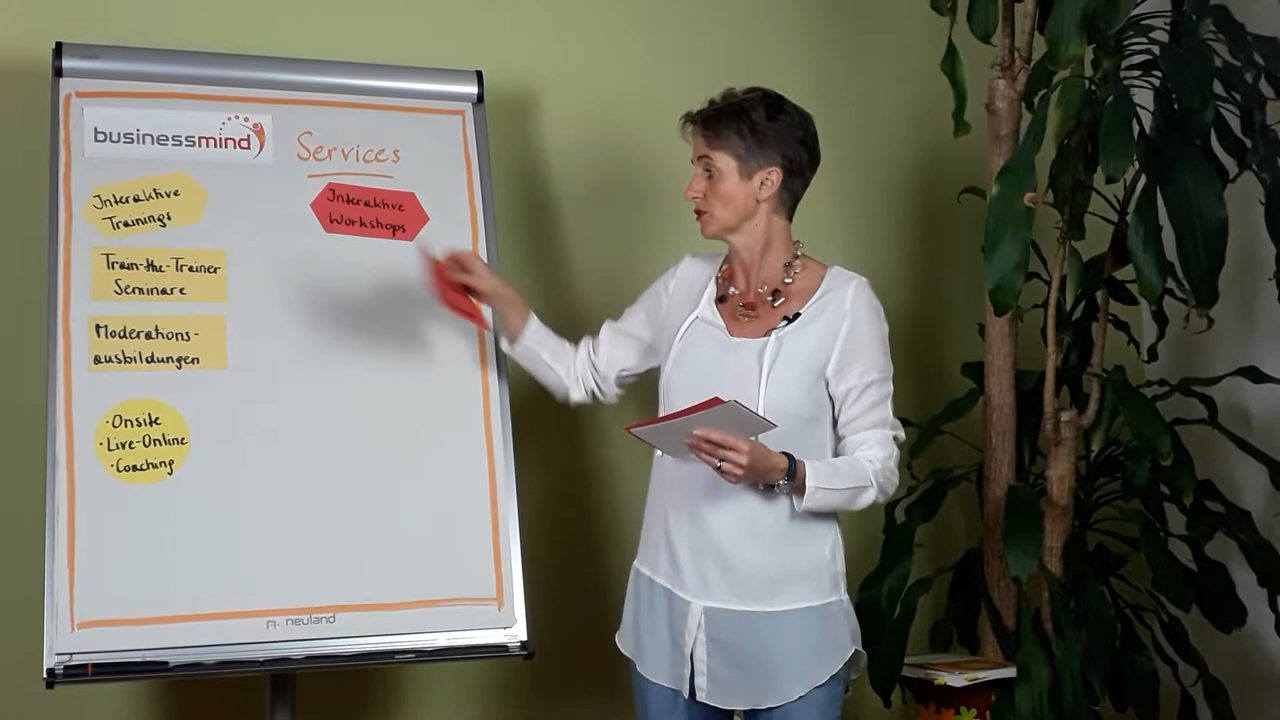 businessmind
Services
Interaktive
Trainings
Train-the-Trainer
Seminare
Moderations-
ausbildungen
• Onsite
• Live-Online
• Coaching
Interaktive
Workshops
neuland